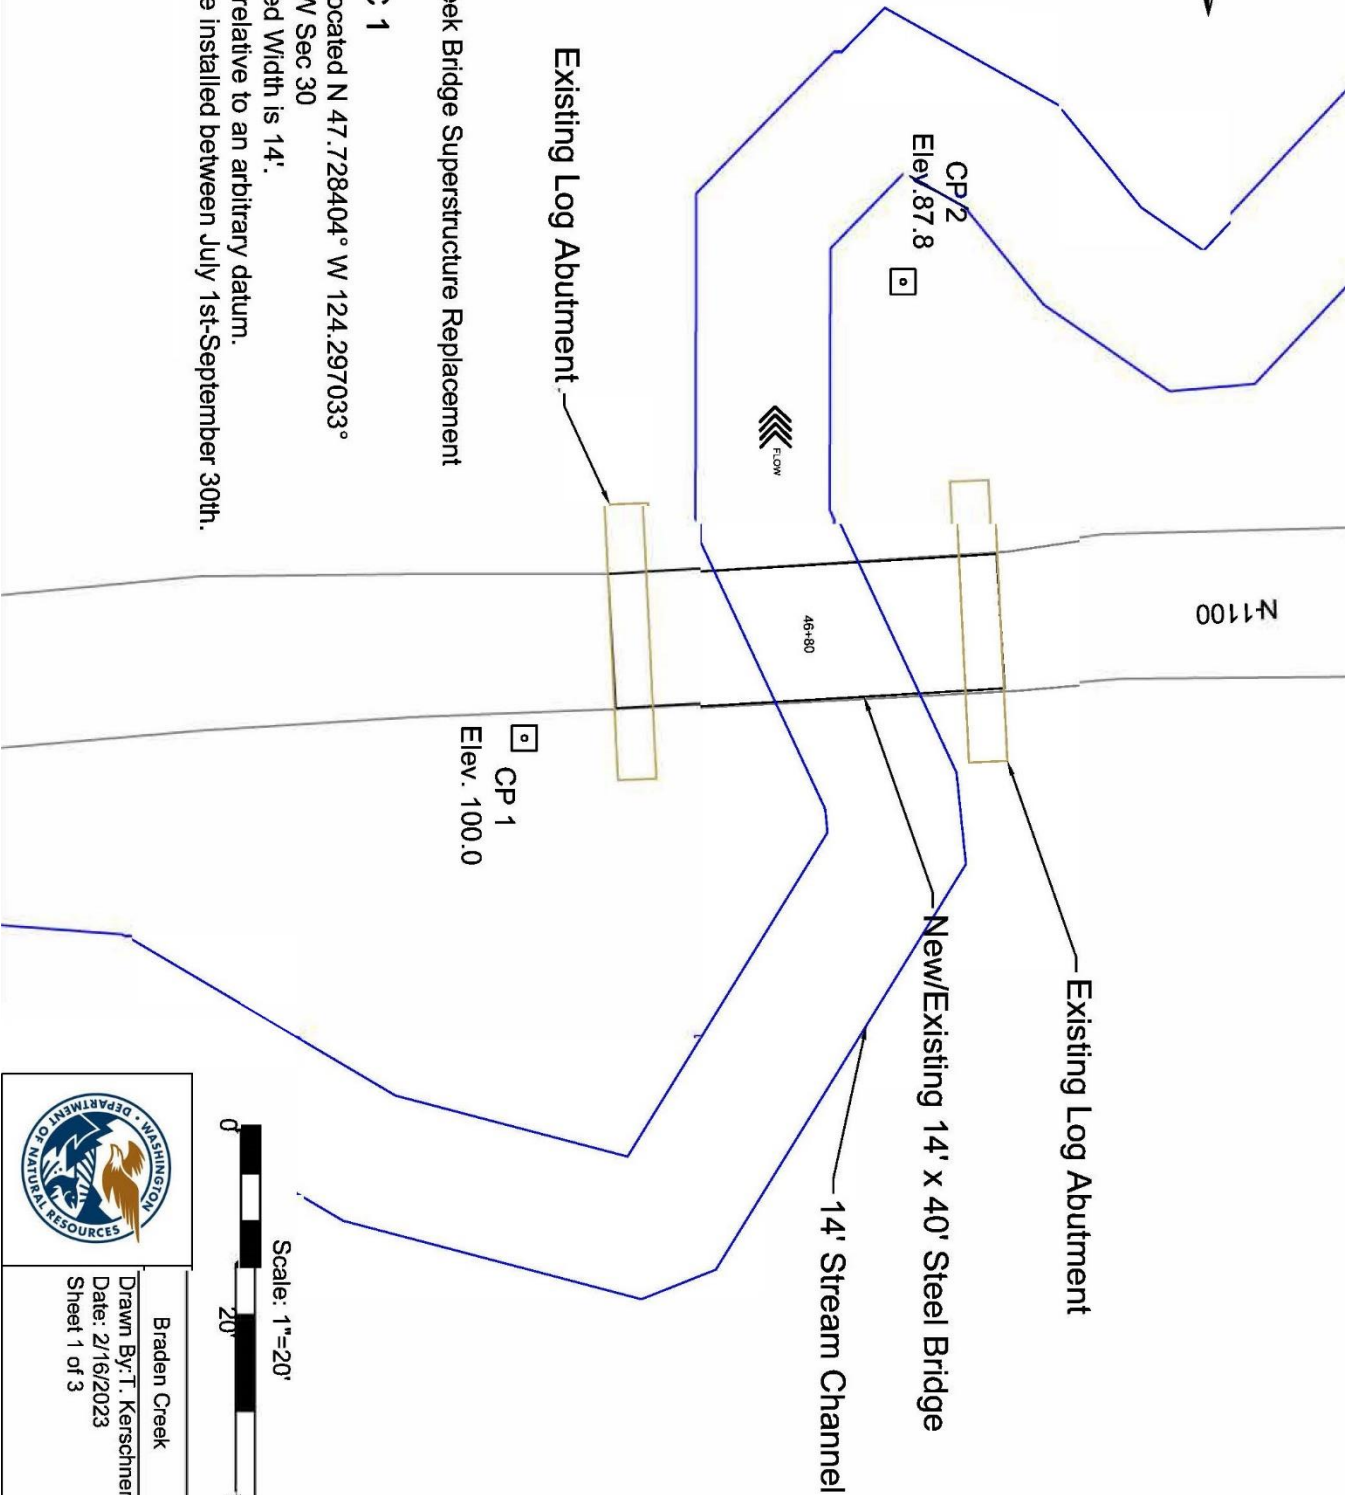 Existing Log Abutment
CP 2
Elev.87.8
FLOW
N-1100
46+80
CP 1
Elev. 100.0
Existing Log Abutment
New/Existing 14' x 40' Steel Bridge
14' Stream Channel
eek Bridge Superstructure Replacement
C 1
ocated N 47.728404° W 124.297033°
W Sec 30
ed Width is 14'.
relative to an arbitrary datum.
e installed between July 1st-September 30th.
Scale: 1"=20'
0'
20'
WASHINGTON
DEPARTMENT OF NATURAL RESOURCES
Braden Creek
Drawn By:T. Kerschner
Date: 2/16/2023
Sheet 1 of 3